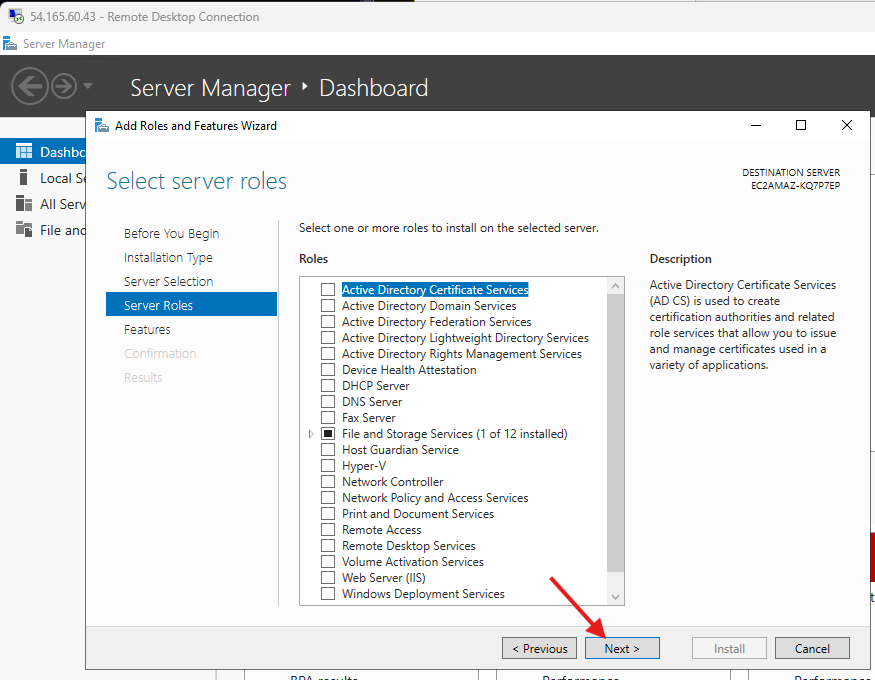 54.165.60.43 - Remote Desktop Connection
Server Manager
Server Manager Dashboard
Add Roles and Features Wizard
Dashbo
Local Se
All Serv
File and
Select server roles
DESTINATION SERVER
EC2AMAZ-KQ7P7EP
Before You Begin
Installation Type
Server Selection
Server Roles
Features
Confirmation
Results
Select one or more roles to install on the selected server.
Roles
Active Directory Certificate Services
Active Directory Domain Services
Active Directory Federation Services
Active Directory Lightweight Directory Services
Active Directory Rights Management Services
Device Health Attestation
DHCP Server
DNS Server
Fax Server
File and Storage Services (1 of 12 installed)
Host Guardian Service
Hyper-V
Network Controller
Network Policy and Access Services
Print and Document Services
Remote Access
Remote Desktop Services
Volume Activation Services
Web Server (IIS)
Windows Deployment Services
Description
Active Directory Certificate Services
(AD CS) is used to create
certification authorities and related
role services that allow you to issue
and manage certificates used in a
variety of applications.
< Previous
Next >
Install
Cancel
BPA results
Performance
Performance